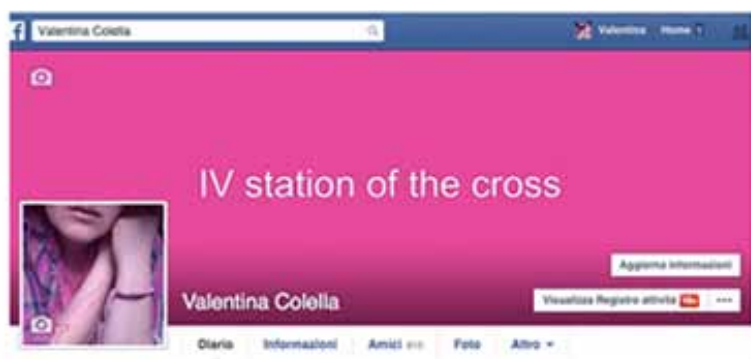 f Valentina Colella Valentina Home
IV station of the cross
Aggiorna informazioni
Valentina Colella
Visualizza Registro attività
Diario Informazioni Amici Foto Altro